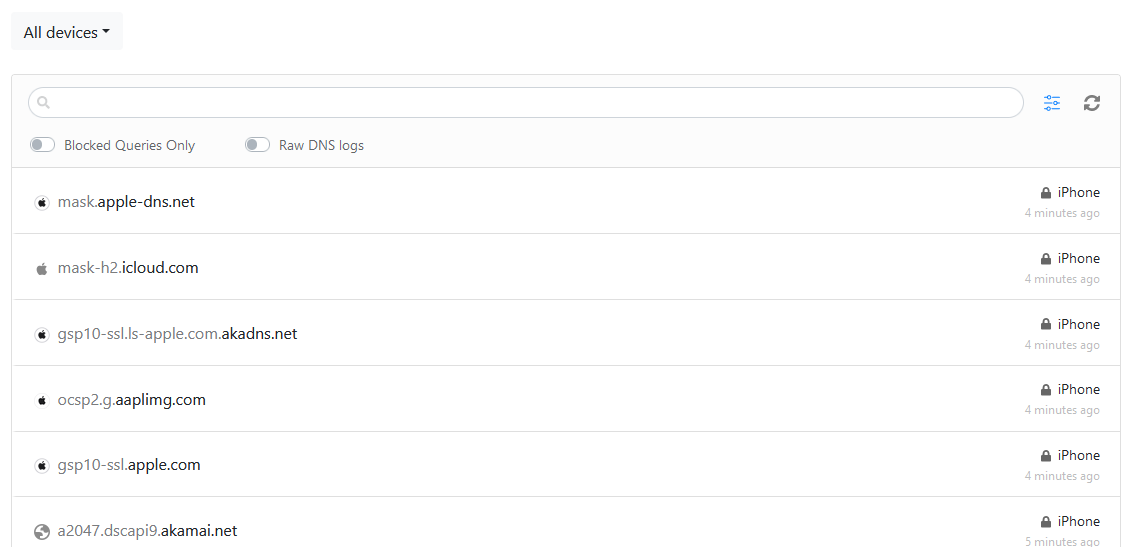 All devices
Blocked Queries Only
Raw DNS logs
mask.apple-dns.net
iPhone
4 minutes ago
mask-h2.icloud.com
iPhone
4 minutes ago
gsp10-ssl.ls-apple.com.akadns.net
iPhone
4 minutes ago
ocsp2.g.aaplimg.com
iPhone
4 minutes ago
gsp10-ssl.apple.com
iPhone
4 minutes ago
a2047.dscapi9.akamai.net
iPhone
5 minutes ago